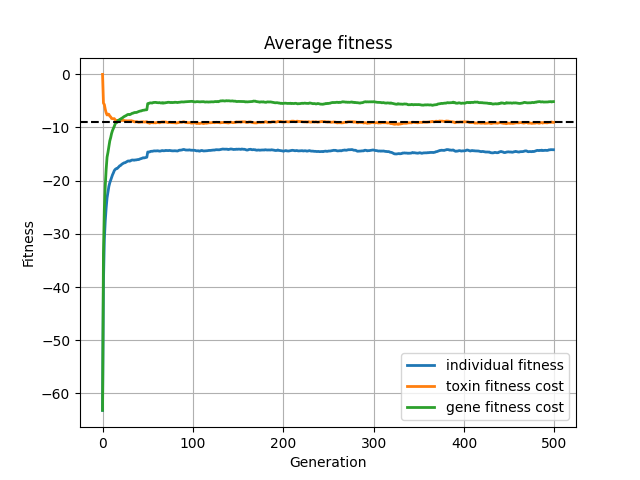 Average fitness
Fitness
0
−10
−20
−30
−40
−50
−60
individual fitness
toxin fitness cost
gene fitness cost
0 100 200 300 400 500
Generation